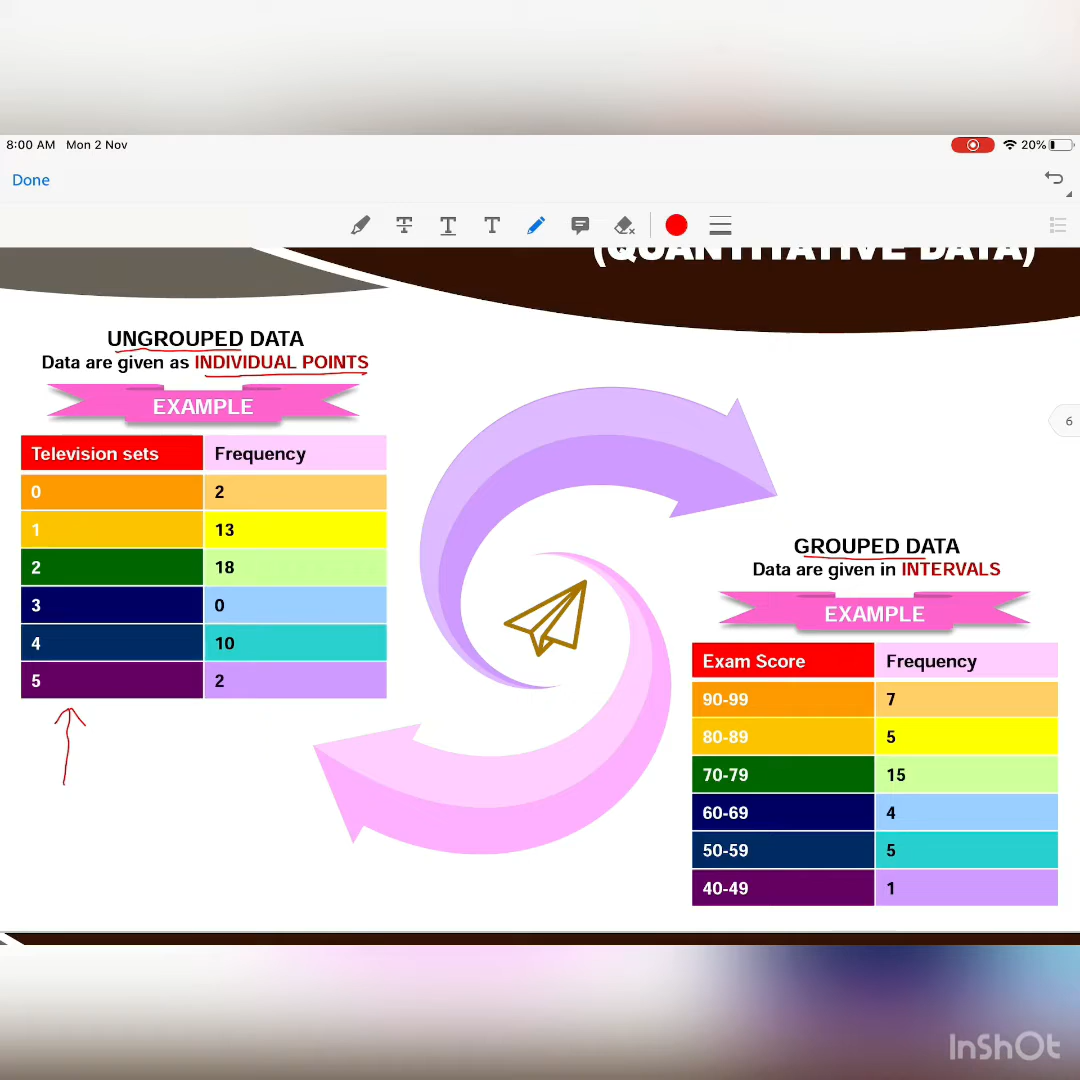 8:00 AM Mon 2 Nov
20%
Done
(QUANTITATIVE DATA)
6
UNGROUPED DATA
Data are given as INDIVIDUAL POINTS
EXAMPLE
Television sets Frequency
0 2
1 13
2 18
3 0
4 10
5 2
GROUPED DATA
Data are given in INTERVALS
EXAMPLE
Exam Score Frequency
90-99 7
80-89 5
70-79 15
60-69 4
50-59 5
40-49 1
InShOt